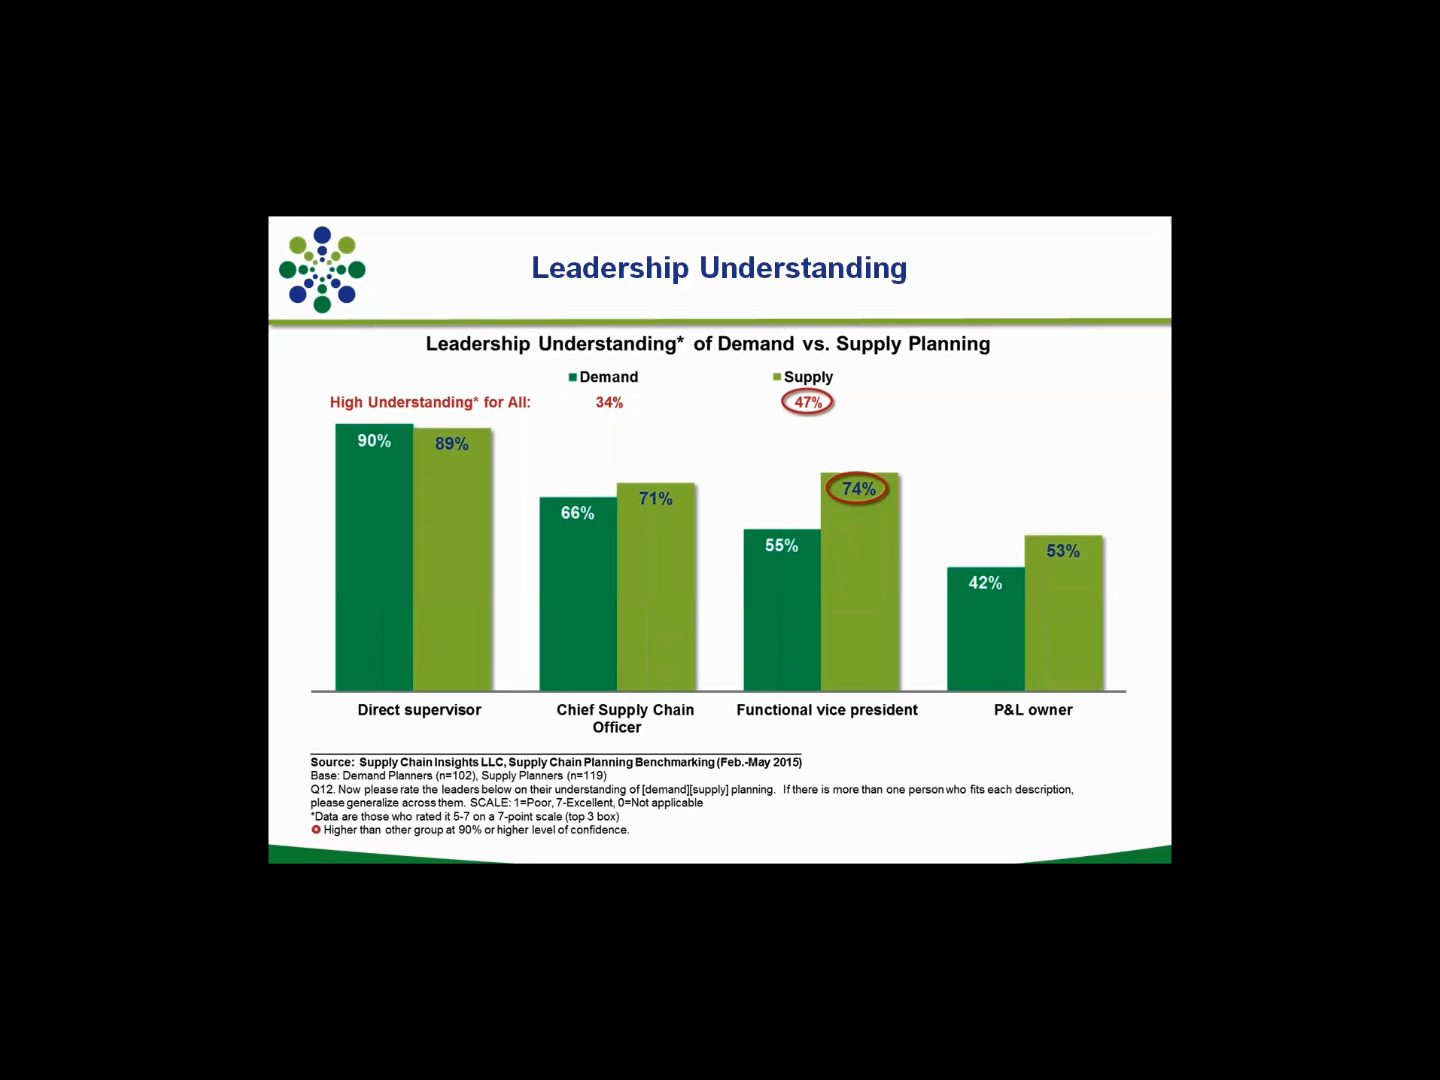 Leadership Understanding
Leadership Understanding* of Demand vs. Supply Planning
Demand Supply
High Understanding* for All: 34% 47%
90% 89% 66% 71% 55% 74% 42% 53%
Direct supervisor Chief Supply Chain Officer Functional vice president P&L owner
Source: Supply Chain Insights LLC, Supply Chain Planning Benchmarking (Feb.-May 2015)
Base: Demand Planners (n=102), Supply Planners (n=119)
Q12. Now please rate the leaders below on their understanding of [demand][supply] planning. If there is more than one person who fits each description,
please generalize across them. SCALE: 1=Poor, 7-Excellent, 0=Not applicable
*Data are those who rated it 5-7 on a 7-point scale (top 3 box)
Higher than other group at 90% or higher level of confidence.